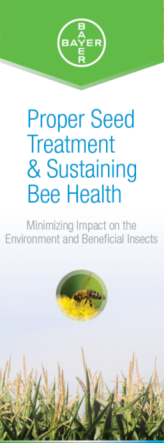 BAYER
BAYER
Proper Seed
Treatment
& Sustaining
Bee Health
Minimizing Impact on the
Environment and Beneficial Insects